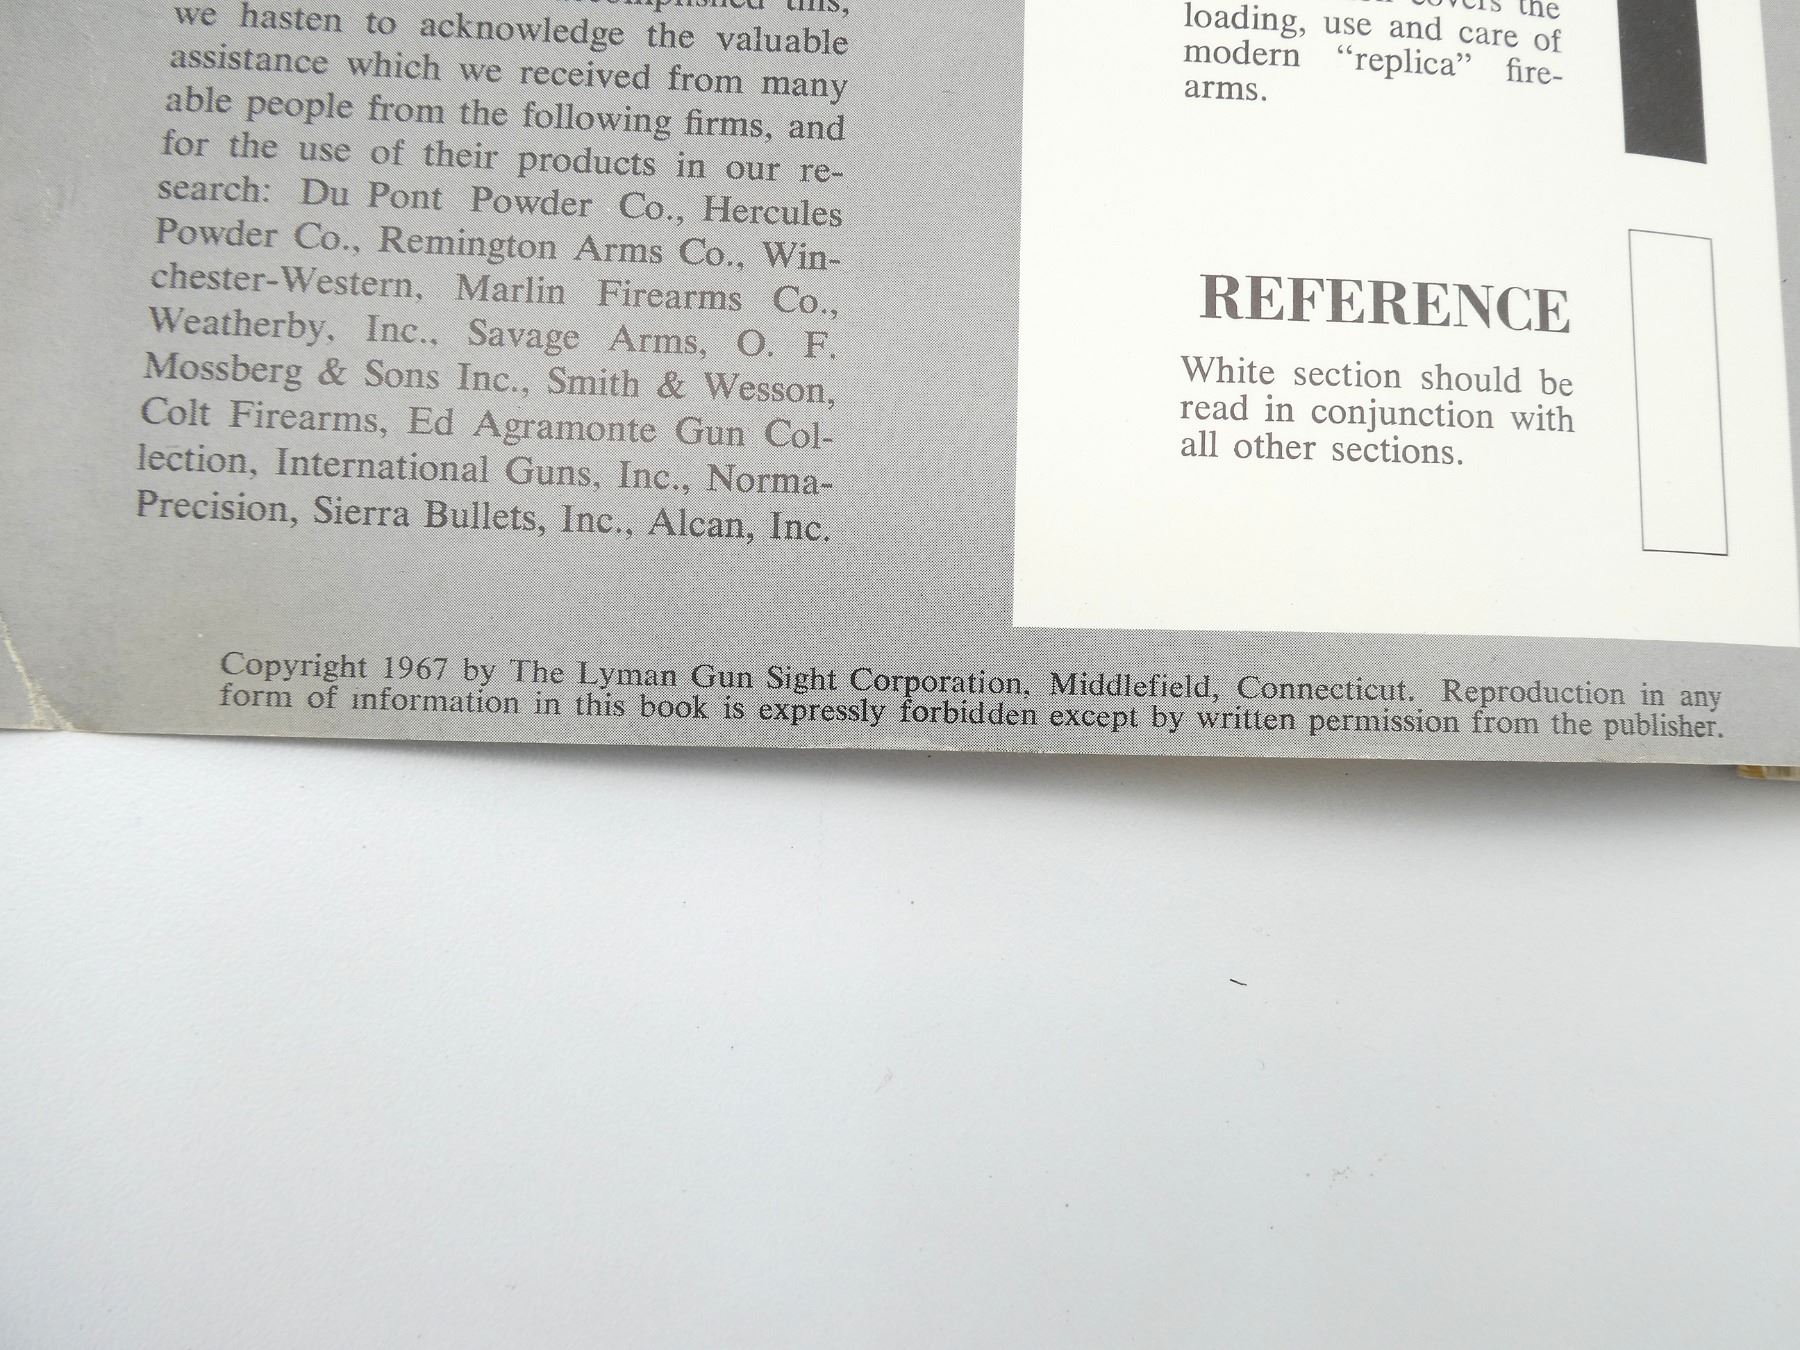 this,
we hasten to acknowledge the valuable
assistance which we received from many
able people from the following firms, and
for the use of their products in our re-
search: Du Pont Powder Co., Hercules
Powder Co., Remington Arms Co., Win-
chester-Western, Marlin Firearms Co.,
Weatherby, Inc., Savage Arms, O. F.
Mossberg & Sons Inc., Smith & Wesson,
Colt Firearms, Ed Agramonte Gun Col-
lection, International Guns, Inc., Norma-
Precision, Sierra Bullets, Inc., Alcan, Inc.
covers the
loading, use and care of
modern “replica” fire-
arms.
REFERENCE
White section should be
read in conjunction with
all other sections.
Copyright 1967 by The Lyman Gun Sight Corporation, Middlefield, Connecticut. Reproduction in any
form of information in this book is expressly forbidden except by written permission from the publisher.